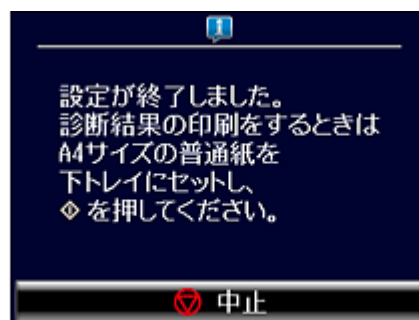 設定が終了しました。
診断結果の印刷をするときは
A4サイズの普通紙を
下トレイにセットし、
を押してください。
中止